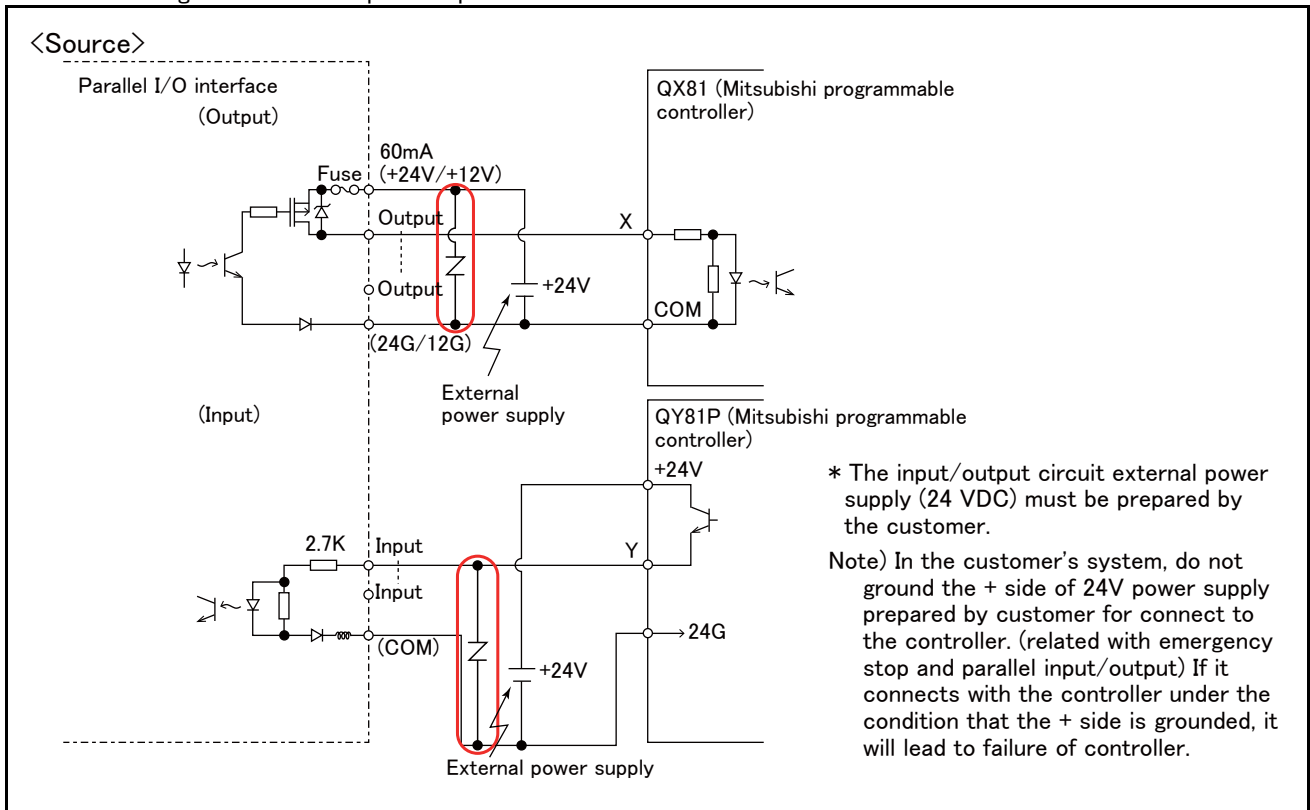 <Source>
Parallel I/O interface
(Output)
QX81 (Mitsubishi programmable
controller)
60mA
Fuse (+24V/+12V)
Output
X
Output
+24V
COM
(24G/12G)
External
power supply
(Input)
QY81P (Mitsubishi programmable
controller)
+24V
2.7K
Input
Y
Input
(COM)
24G
+24V
External power supply
* The input/output circuit external power
supply (24 VDC) must be prepared by
the customer.
Note) In the customer's system, do not
ground the + side of 24V power supply
prepared by customer for connect to
the controller. (related with emergency
stop and parallel input/output) If it
connects with the controller under the
condition that the + side is grounded, it
will lead to failure of controller.